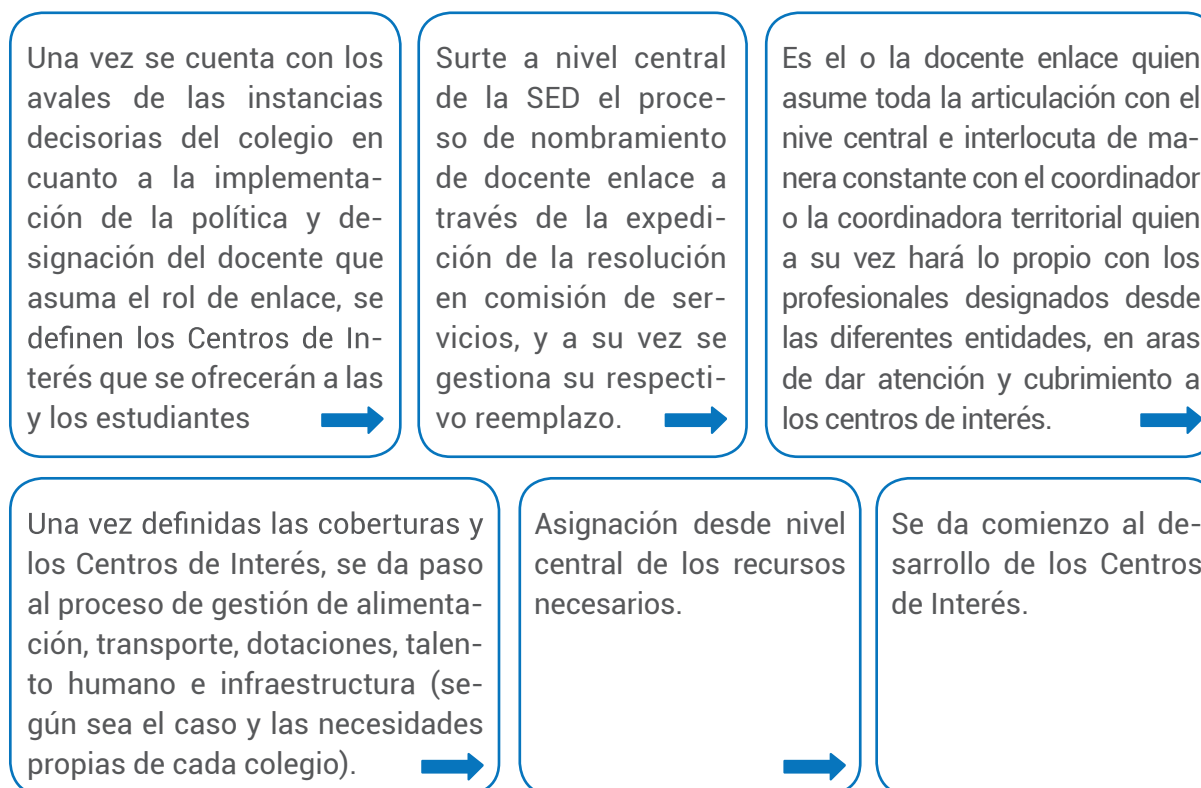 Una vez se cuenta con los
avales de las instancias
decisorias del colegio en
cuanto a la implementa-
ción de la política y de-
signación del docente que
asuma el rol de enlace, se
definen los Centros de In-
terés que se ofrecerán a las
y los estudiantes
Surte a nivel central
de la SED el proce-
so de nombramiento
de docente enlace a
través de la expedi-
ción de la resolución
en comisión de ser-
vicios, y a su vez se
gestiona su respecti-
vo reemplazo.
Es el o la docente enlace quien
asume toda la articulación con el
nive central e interlocuta de ma-
nera constante con el coordinador
o la coordinadora territorial quien
a su vez hará lo propio con los
profesionales designados desde
las diferentes entidades, en aras
de dar atención y cubrimiento a
los centros de interés.
Una vez definidas las coberturas y
los Centros de Interés, se da paso
al proceso de gestión de alimenta-
ción, transporte, dotaciones, talen-
to humano e infraestructura (se-
gún sea el caso y las necesidades
propias de cada colegio).
Asignación desde nivel
central de los recursos
necesarios.
Se da comienzo al de-
sarrollo de los Centros
de Interés.